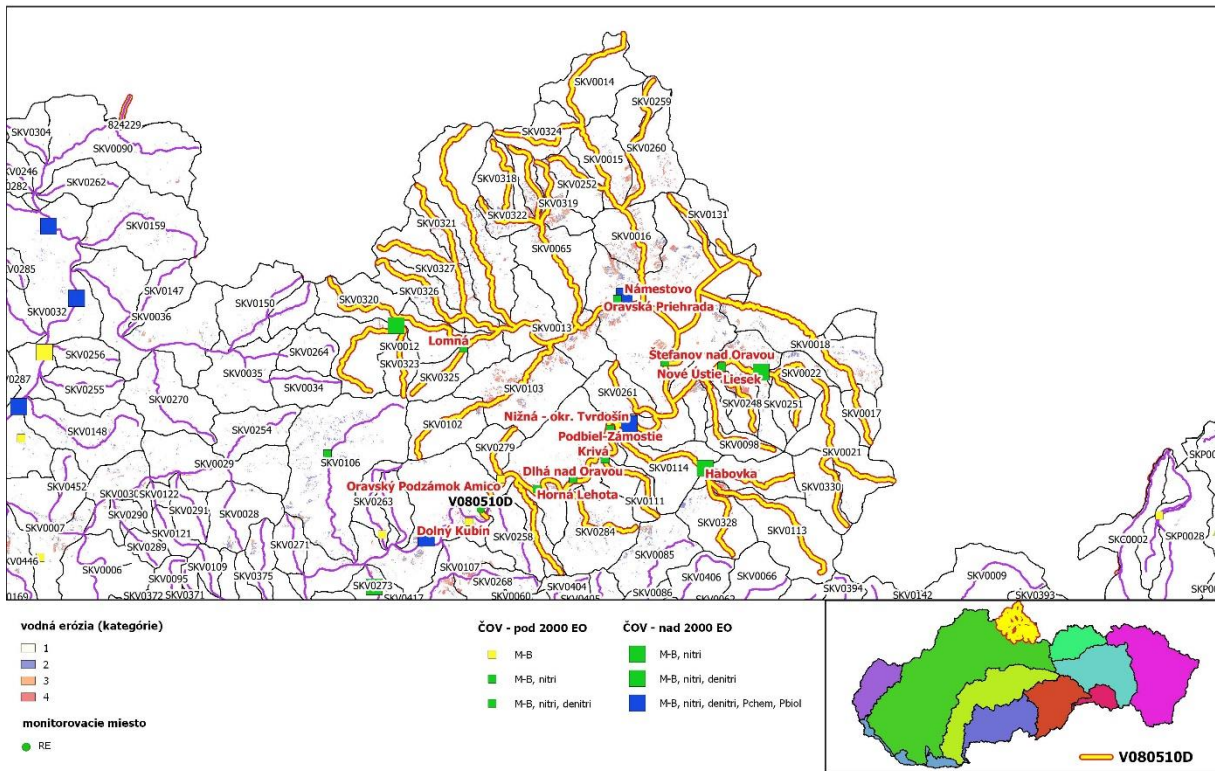 SKV0014
SKV0259
824229
SKV0304
SKV0090
SKV0324
SKV0260
SKV0015
SKV0246
SKV0262
SKV0318
SKV0252
SKV0319
SKV0322
SKV0159
SKV0321
SKV0131
SKV0016
SKV0065
SKV0285
SKV0327
SKV0147
SKV0326
Námestovo
SKV0150
SKV0320
Oravská Priehrada
SKV0032
SKV0036
SKV0013
Lomná
SKV0012
SKV0018
SKV0256
SKV0264
Štefanov nad Oravou
SKV0323
Nové Ústie
SKV0022
SKV0035
Liesek
SKV0255
SKV0034
SKV0325
SKV0103
SKV0261
SKV0270
SKV0248
SKV0251
SKV0017
Nižná - okr. Tvrdošín
SKV0102
SKV0148
SKV0254
Podbiel-Zámostie
SKV0098
SKV0279
Krivá
SKV0021
SKV0029
SKV0106
SKV0114
Habovka
Dlhá nad Oravou
Oravský Podzámok Amico
SKV0452
SKV0330
SKV0122
Horná Lehota
V080510D
SKV0263
SKV0111
SKV0290
SKV0291
SKV0028
SKV0007
SKV0328
SKV0113
SKV0121
Dolný Kubín
SKV0258
SKV0284
SKC0002
SKP0028
SKV0289
SKV0271
SKV0085
SKV0006
SKV0109
SKV0107
SKV0095
SKV0375
SKV0268
SKV0406
SKV0066
SKV0009
SKV0273
SKV0404
SKV0086
SKV0372
SKV0371
SKV0060
SKV0394
SKV0142
SKV0393
vodná erózia (kategórie)
1
2
3
4
monitorovacie miesto
RE
ČOV - pod 2000 EO
M-B
M-B, nitri
M-B, nitri, denitri
ČOV - nad 2000 EO
M-B, nitri
M-B, nitri, denitri
M-B, nitri, denitri, Pchem, Pbiol
V080510D